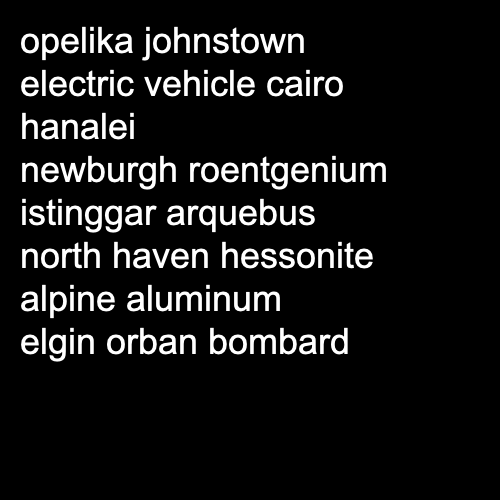 opelika johnstown
electric vehicle cairo
hanalei
newburgh roentgenium
istinggar arquebus
north haven hessonite
alpine aluminum
elgin orban bombard